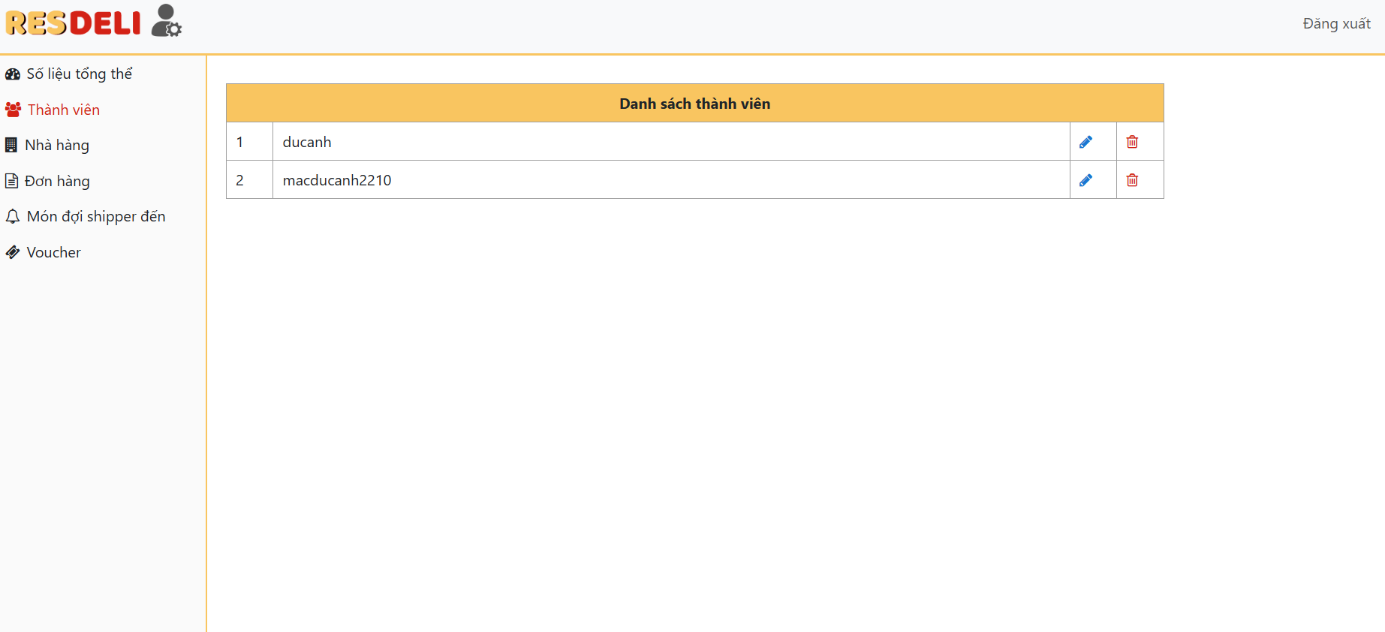 RESDELI
Đăng xuất
Số liệu tổng thể
Thành viên
Nhà hàng
Đơn hàng
Món đợi shipper đến
Voucher
Danh sách thành viên
1 ducanh
2 macducanh2210